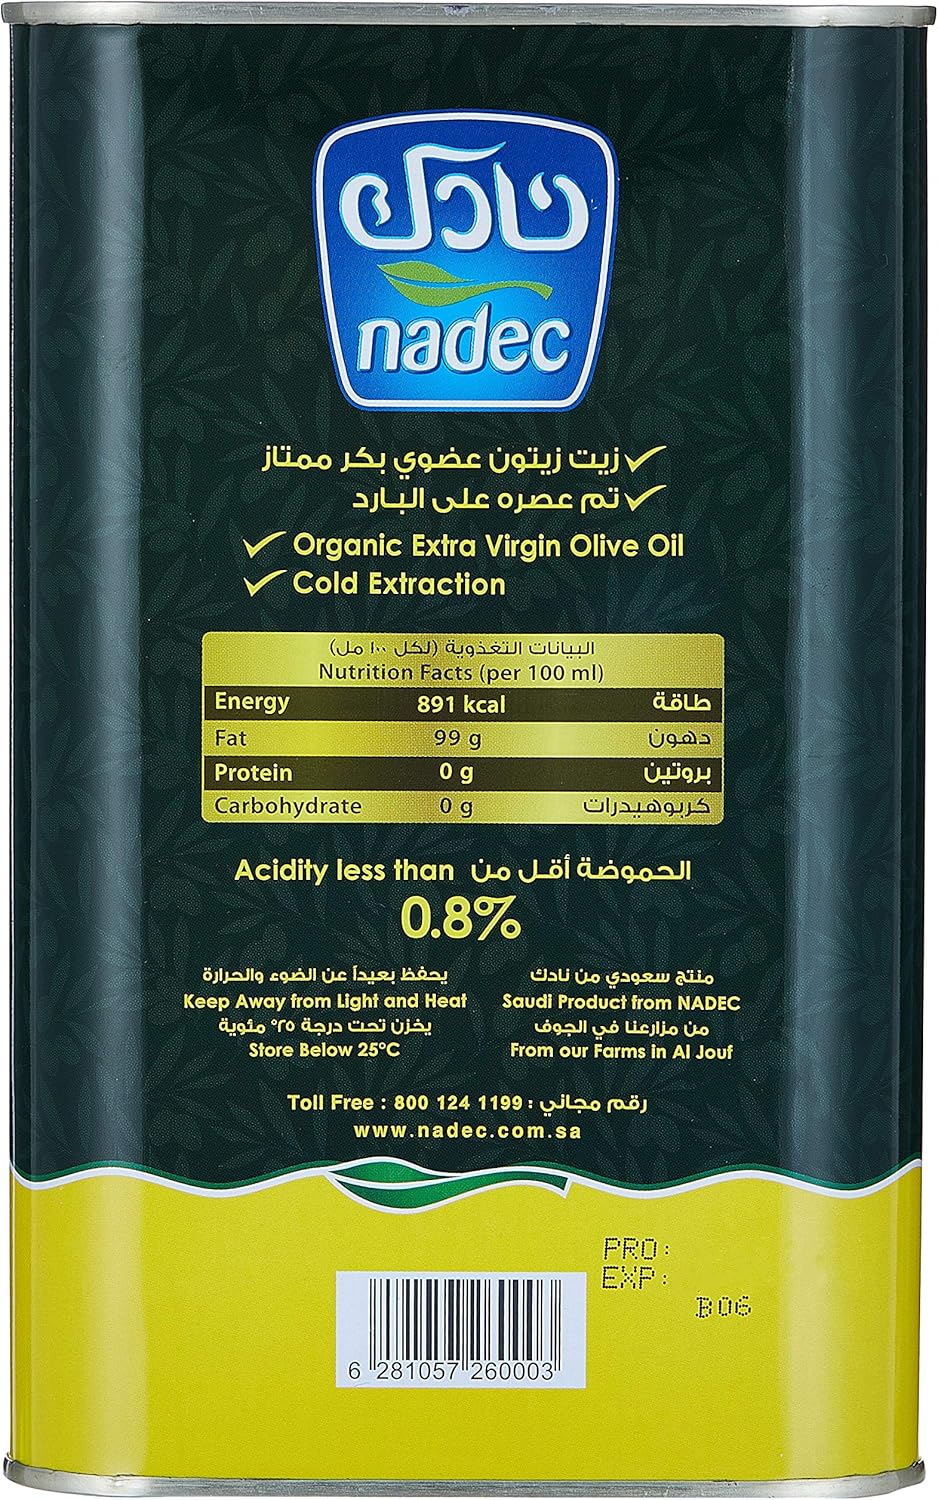 نادك
nadec
زيت زيتون عضوي بكر ممتاز
تم عصره على البارد
Organic Extra Virgin Olive Oil
Cold Extraction
البيانات التغذوية (لكل ١٠٠ مل)
Nutrition Facts (per 100 ml)
Energy 891 kcal طاقة
Fat 99 g دهون
Protein 0 g بروتين
Carbohydrate 0 g كربوهيدرات
Acidity less than الحموضة أقل من
0.8%
يحفظ بعيداً عن الضوء والحرارة
Keep Away from Light and Heat
يخزن تحت درجة ٢٥° مئوية
Store Below 25°C
منتج سعودي من نادك
Saudi Product from NADEC
من مزارعنا في الجوف
From our Farms in Al Jouf
Toll Free : 800 124 1199 : رقم مجاني
www.nadec.com.sa
PRO:
EXP:
B06
6 281057 260003